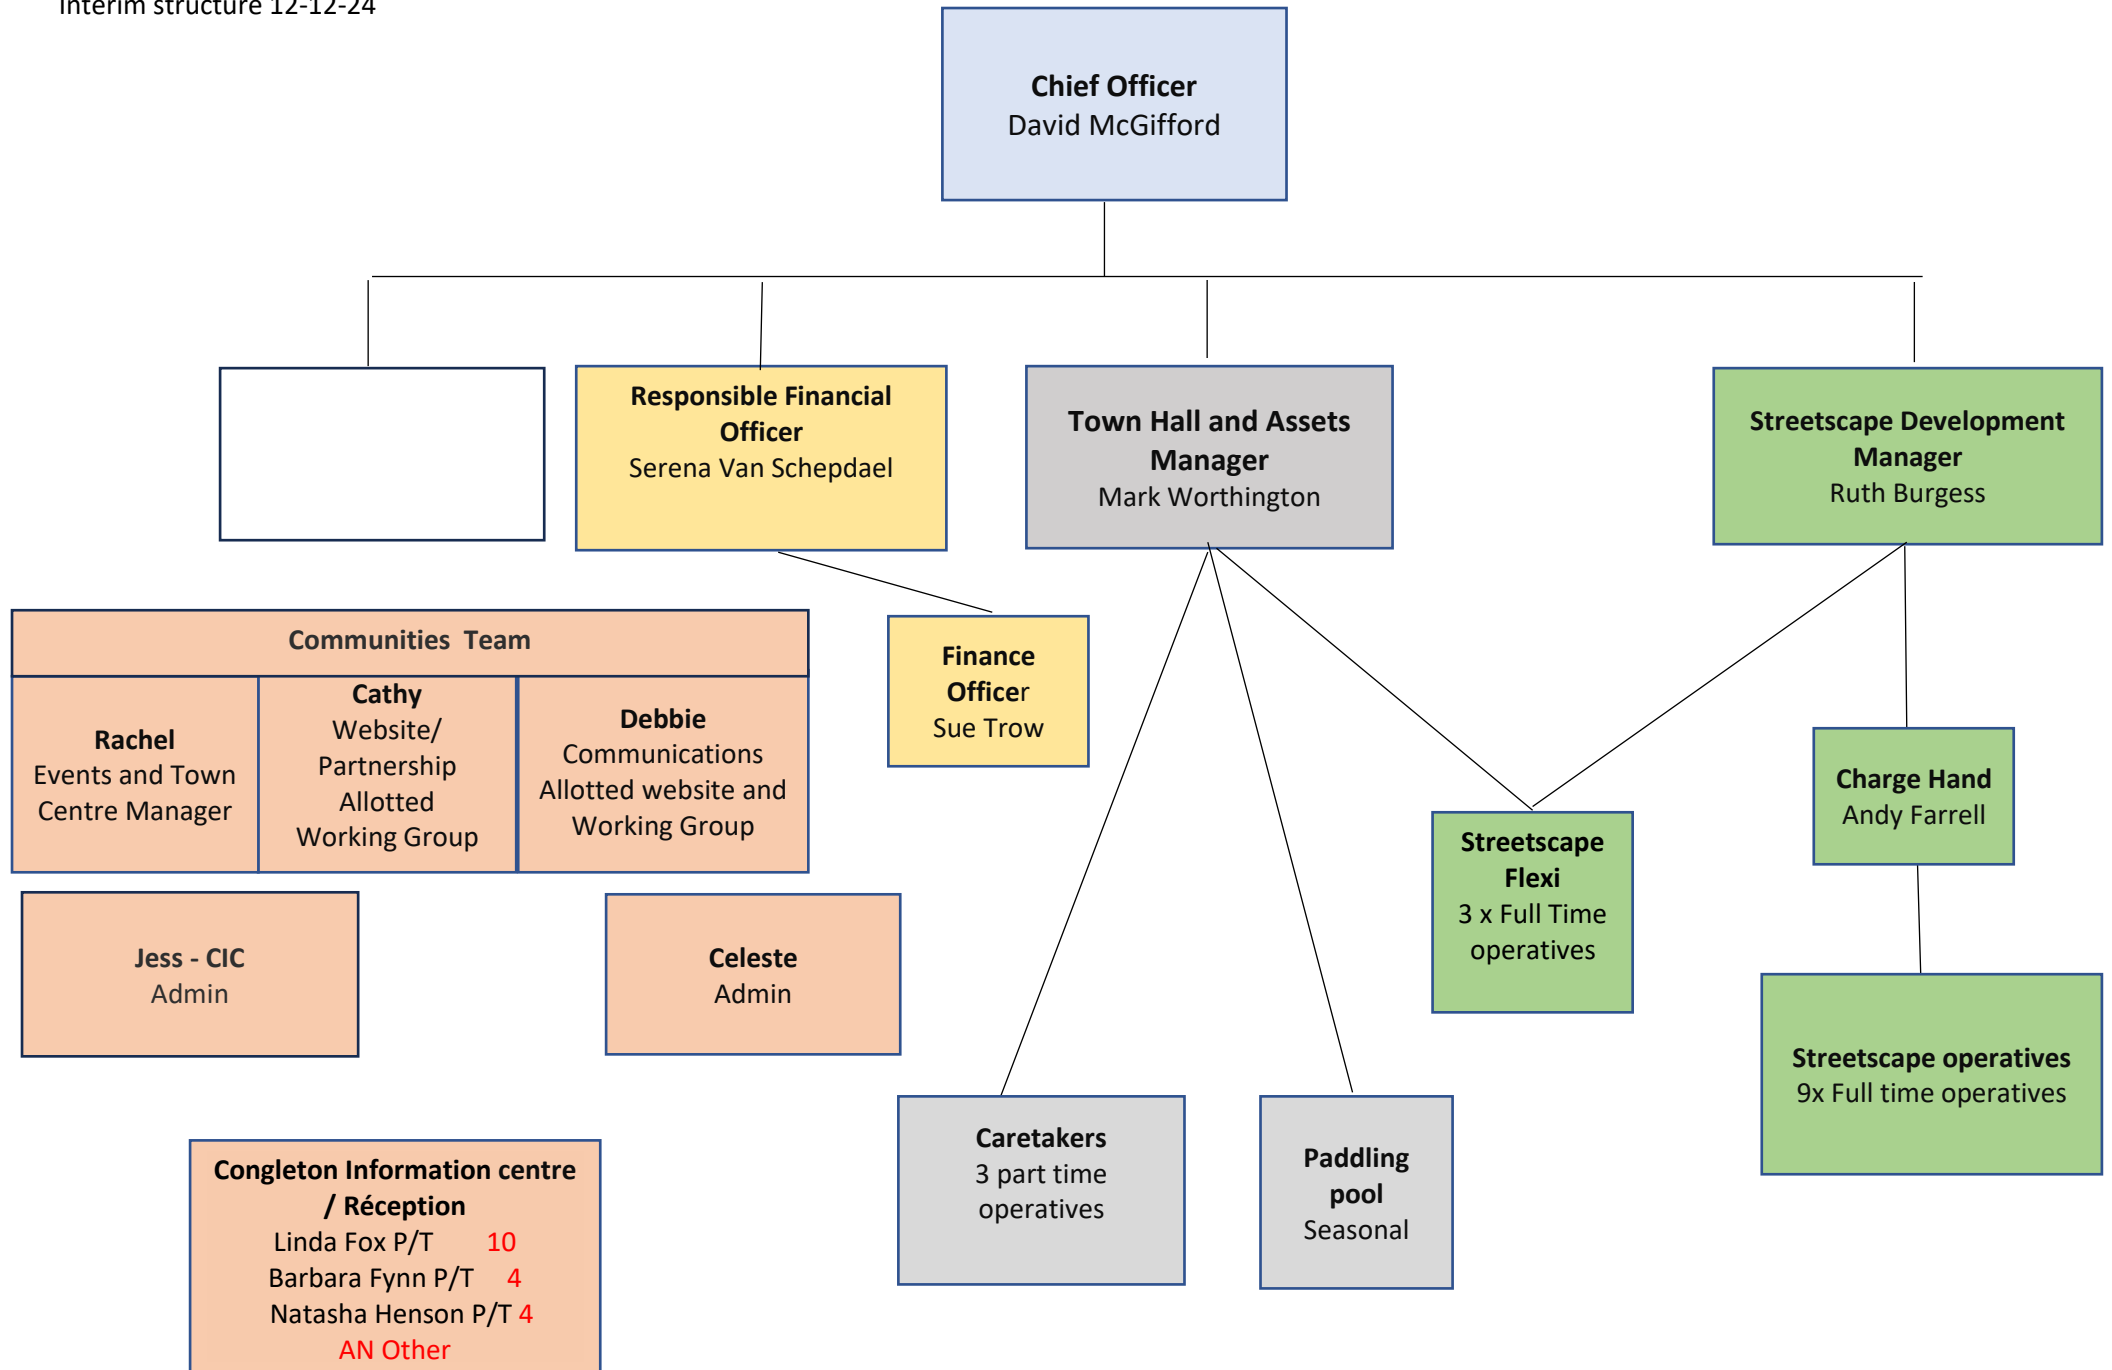 Interim structure 12-12-24
Chief Officer
David McGifford
Responsible Financial
Officer
Serena Van Schepdael
Town Hall and Assets
Manager
Mark Worthington
Streetscape Development
Manager
Ruth Burgess
Communities Team
Rachel
Events and Town
Centre Manager
Cathy
Website/
Partnership
Allotted
Working Group
Debbie
Communications
Allotted website and
Working Group
Finance
Officer
Sue Trow
Charge Hand
Andy Farrell
Streetscape
Flexi
3 x Full Time
operatives
Jess - CIC
Admin
Celeste
Admin
Streetscape operatives
9x Full time operatives
Caretakers
3 part time
operatives
Paddling
pool
Seasonal
Congleton Information centre
/ Réception
Linda Fox P/T 10
Barbara Fynn P/T 4
Natasha Henson P/T 4
AN Other